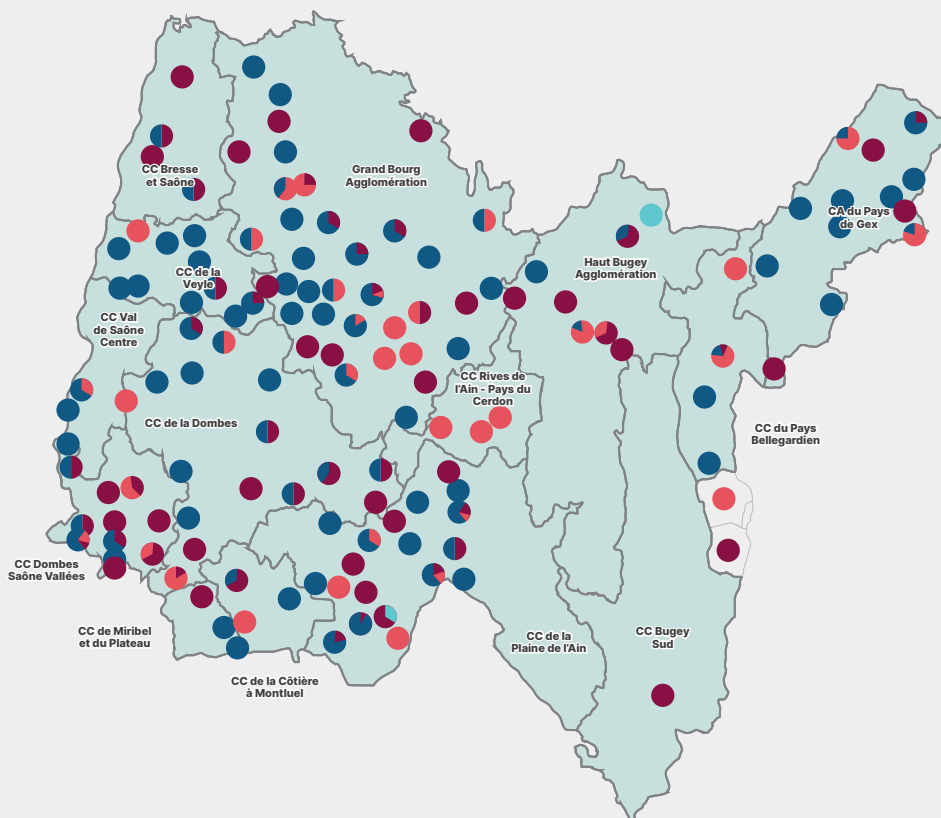 CC Bresse
et Saône
Grand Bourg
Agglomération
CA du Pays
de Gex
Haut Bugey
Agglomération
CC de la
Veyle
CC Val
de Saône
Centre
CC Rives de
l'Ain - Pays du
Cerdon
CC de la Dombes
CC du Pays
Bellegardien
CC Dombes
Saône Vallées
CC de Miribel
et du Plateau
CC de la
Plaine de l'Ain
CC Bugey
Sud
CC de la Côtière
à Montluel